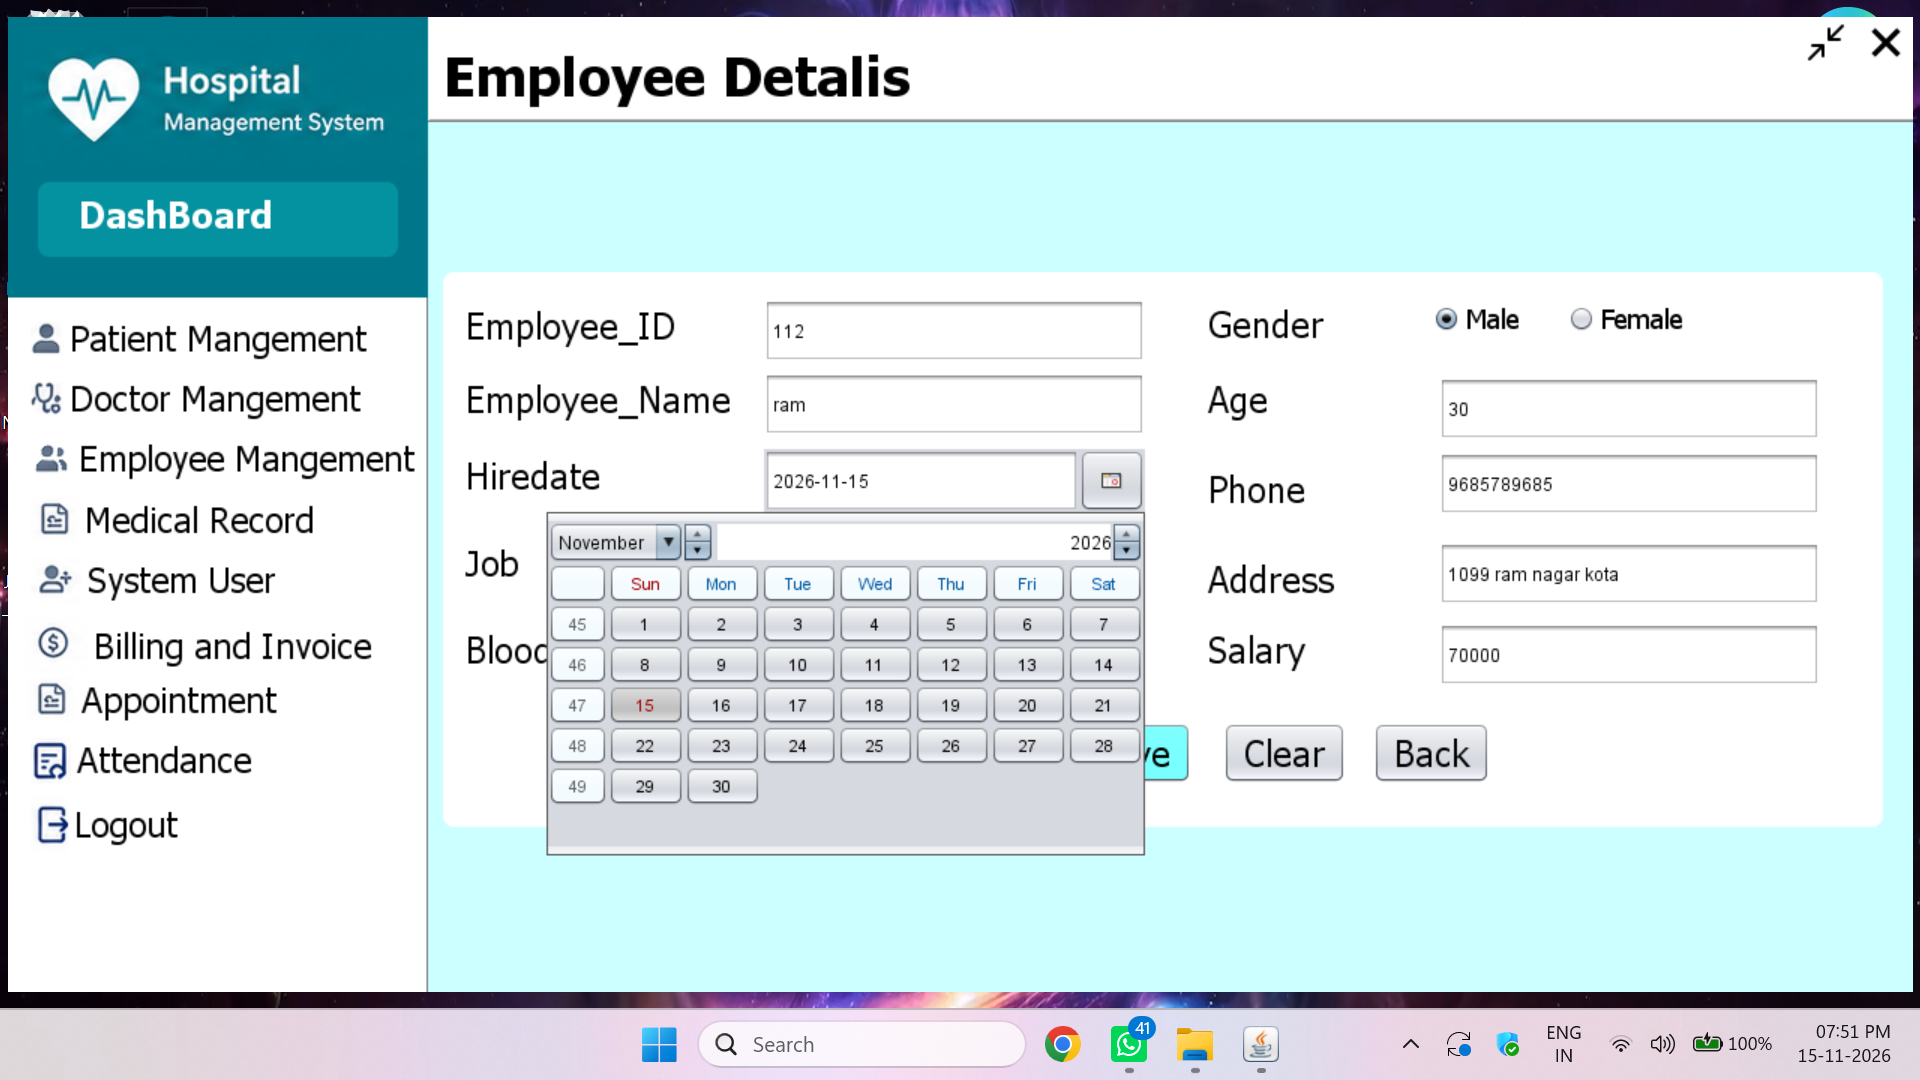 Hospital
Management System
DashBoard
Patient Mangement
Doctor Mangement
Employee Mangement
Medical Record
System User
Billing and Invoice
Appointment
Attendance
Logout
Employee Detalis
Employee_ID
112
Employee_Name
ram
Hiredate
2026-11-15
Job
Blood
November
2026
Sun Mon Tue Wed Thu Fri Sat
45 1 2 3 4 5 6 7
46 8 9 10 11 12 13 14
47 15 16 17 18 19 20 21
48 22 23 24 25 26 27 28
49 29 30
Gender
Male Female
Age
30
Phone
9685789685
Address
1099 ram nagar kota
Salary
70000
Clear Back
Search
41
ENG
IN
100%
07:51 PM
15-11-2026